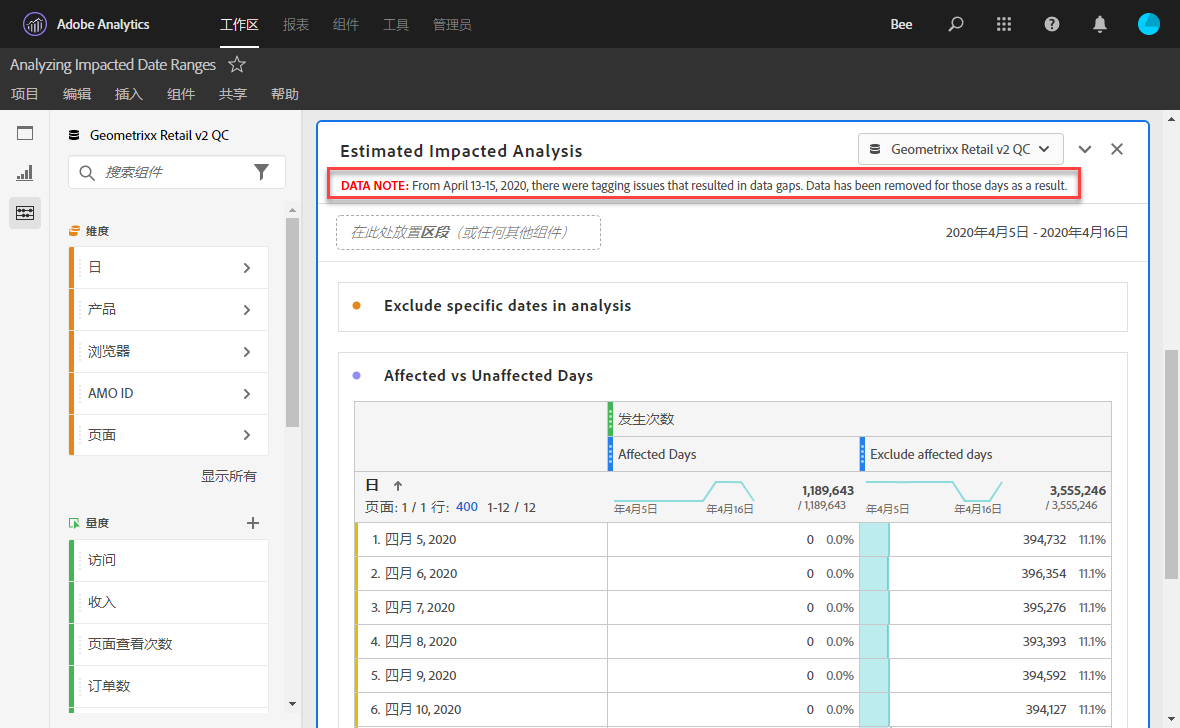 Adobe Analytics 工作区 报表 组件 工具 管理员 Bee
Analyzing Impacted Date Ranges
项目 编辑 插入 组件 共享 帮助
Geometrixx Retail v2 QC
搜索组件
维度
日
产品
浏览器
AMO ID
页面
显示所有
量度
访问
收入
页面查看次数
订单数
Estimated Impacted Analysis
Geometrixx Retail v2 QC
DATA NOTE: From April 13-15, 2020, there were tagging issues that resulted in data gaps. Data has been removed for those days as a result.
在此处放置区段（或任何其他组件）
2020年4月5日 - 2020年4月16日
Exclude specific dates in analysis
Affected vs Unaffected Days
发生次数
Affected Days Exclude affected days
日
页面: 1 / 1 行: 400 1-12 / 12
年4月5日 年4月16日
1,189,643
/ 1,189,643
年4月5日 年4月16日
3,555,246
/ 3,555,246
1. 四月 5, 2020 0 0.0% 394,732 11.1%
2. 四月 6, 2020 0 0.0% 396,354 11.1%
3. 四月 7, 2020 0 0.0% 395,276 11.1%
4. 四月 8, 2020 0 0.0% 393,393 11.1%
5. 四月 9, 2020 0 0.0% 394,592 11.1%
6. 四月 10, 2020 0 0.0% 394,127 11.1%